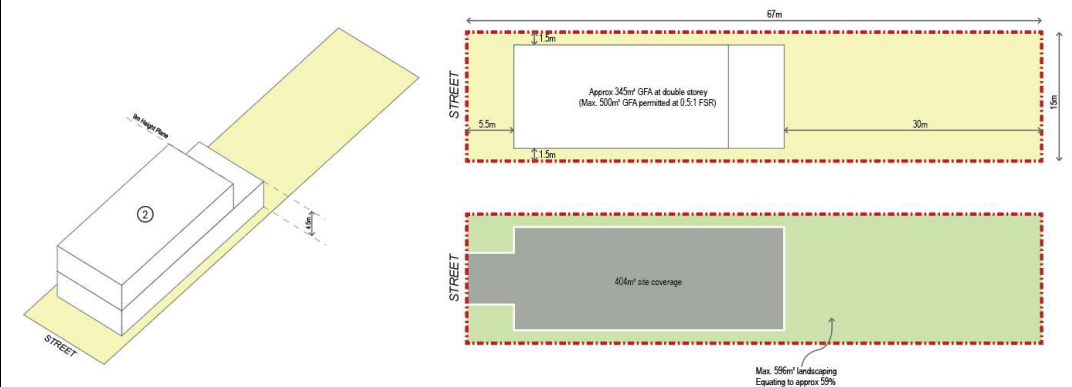 8m Height Plane
2
4.5m
STREET
67m
1.5m
STREET
Approx 345m² GFA at double storey
(Max. 500m² GFA permitted at 0.5:1 FSR)
15m
5.5m
30m
1.5m
STREET
404m² site coverage
Max. 596m² landscaping
Equating to approx 59%